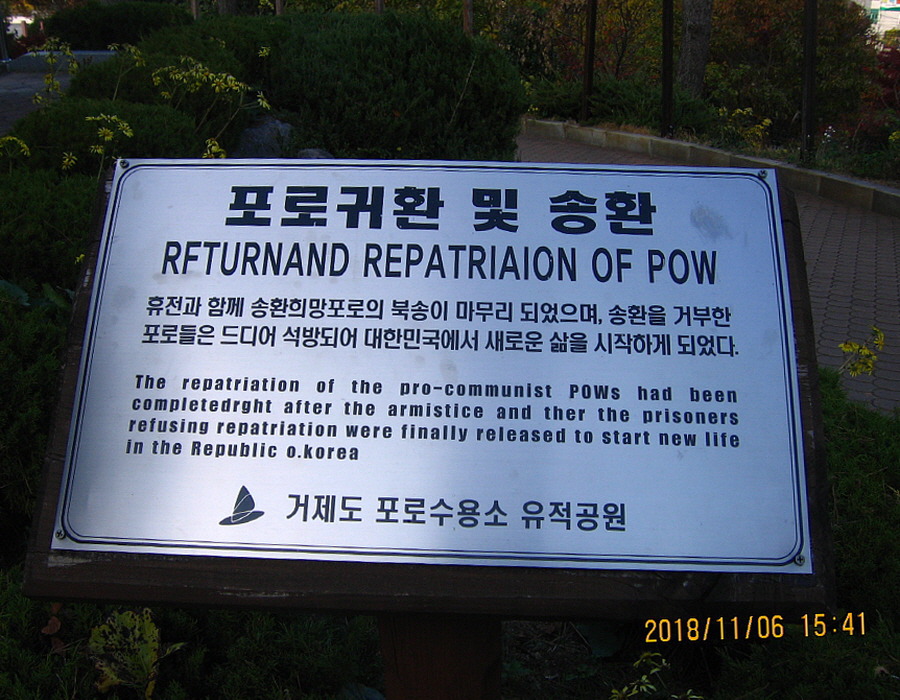 포로귀환 및 송환
RFTURNAND REPATRIAION OF POW
휴전과 함께 송환희망포로의 북송이 마무리 되었으며, 송환을 거부한
포로들은 드디어 석방되어 대한민국에서 새로운 삶을 시작하게 되었다.
The repatriation of the pro-communist POWs had been
completedrght after the armistice and ther the prisoners
refusing repatriation were finally released to start new life
in the Republic o.korea
거제도 포로수용소 유적공원
2018/11/06 15:41